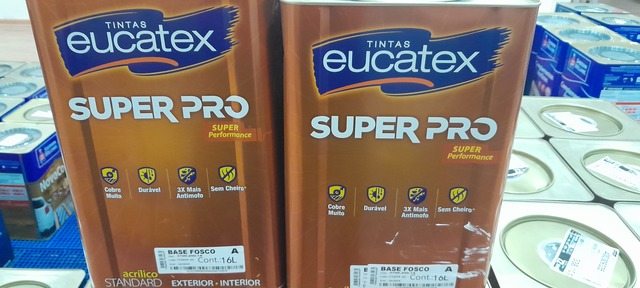 TINTAS
eucatex
SUPER PRO
SUPER
Performance
Cobre
Muito
Durável
3X Mais
Antimofo
Sem Cheiro*
BASE FOSCO A
Cont.:16L
acrílico
STANDARD
EXTERIOR - INTERIOR
TINTAS
eucatex
SUPER PRO
SUPER
Performance
Cobre
Muito
Durável
3X Mais
Antimofo
Sem Cheiro*
BASE FOSCO A
Cont.:16L